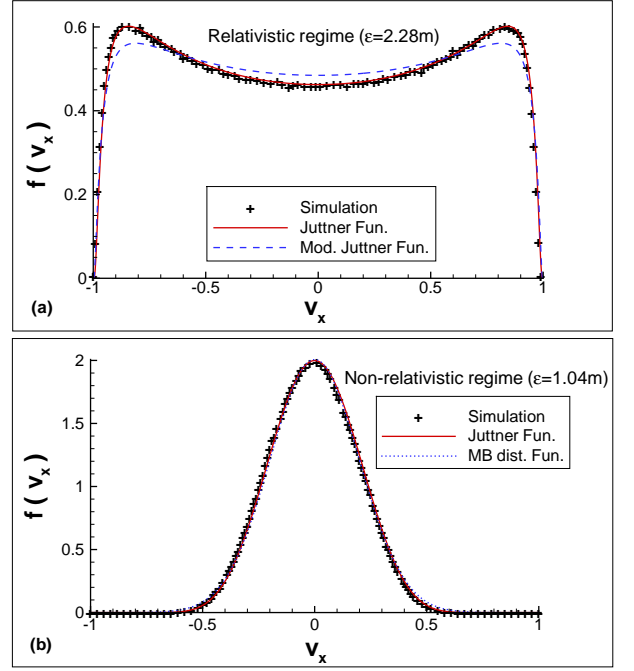 0.6
Relativistic regime (ε=2.28m)
0.4
f ( v_x )
0.2
+ Simulation
Juttner Fun.
Mod. Juttner Fun.
0
-1 -0.5 0 0.5 1
(a)
v_x
2
Non-relativistic regime (ε=1.04m)
1.5
+ Simulation
Juttner Fun.
MB dist. Fun.
f ( v_x )
1
0.5
0
-1 -0.5 0 0.5 1
(b)
v_x